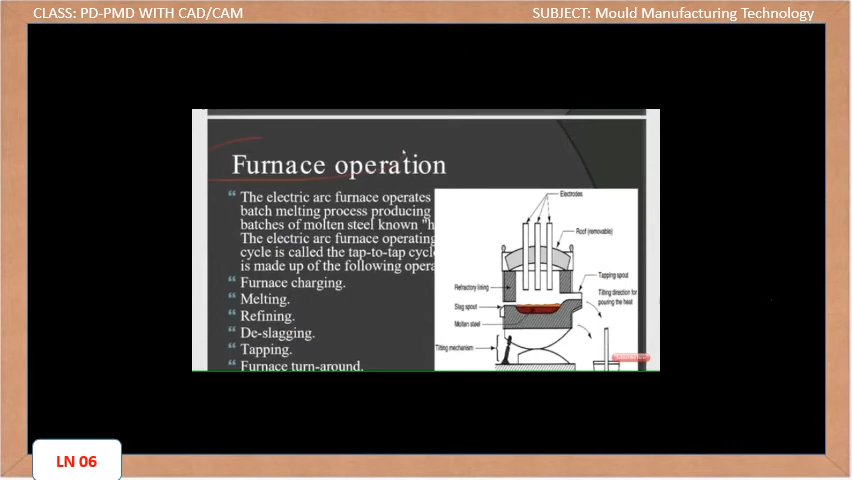 CLASS: PD-PMD WITH CAD/CAM
SUBJECT: Mould Manufacturing Technology
Furnace operation
The electric arc furnace operates
batch melting process producing
batches of molten steel known "h
The electric arc furnace operating
cycle is called the tap-to-tap cycle
is made up of the following opera
Furnace charging.
Melting.
Refining.
De-slagging.
Tapping.
Furnace turn-around.
Electrodes
Roof (removable)
Tapping spout
Refractory lining
Tilting direction for
pouring the heat
Slag spout
Molten steel
Tilting mechanism
LN 06